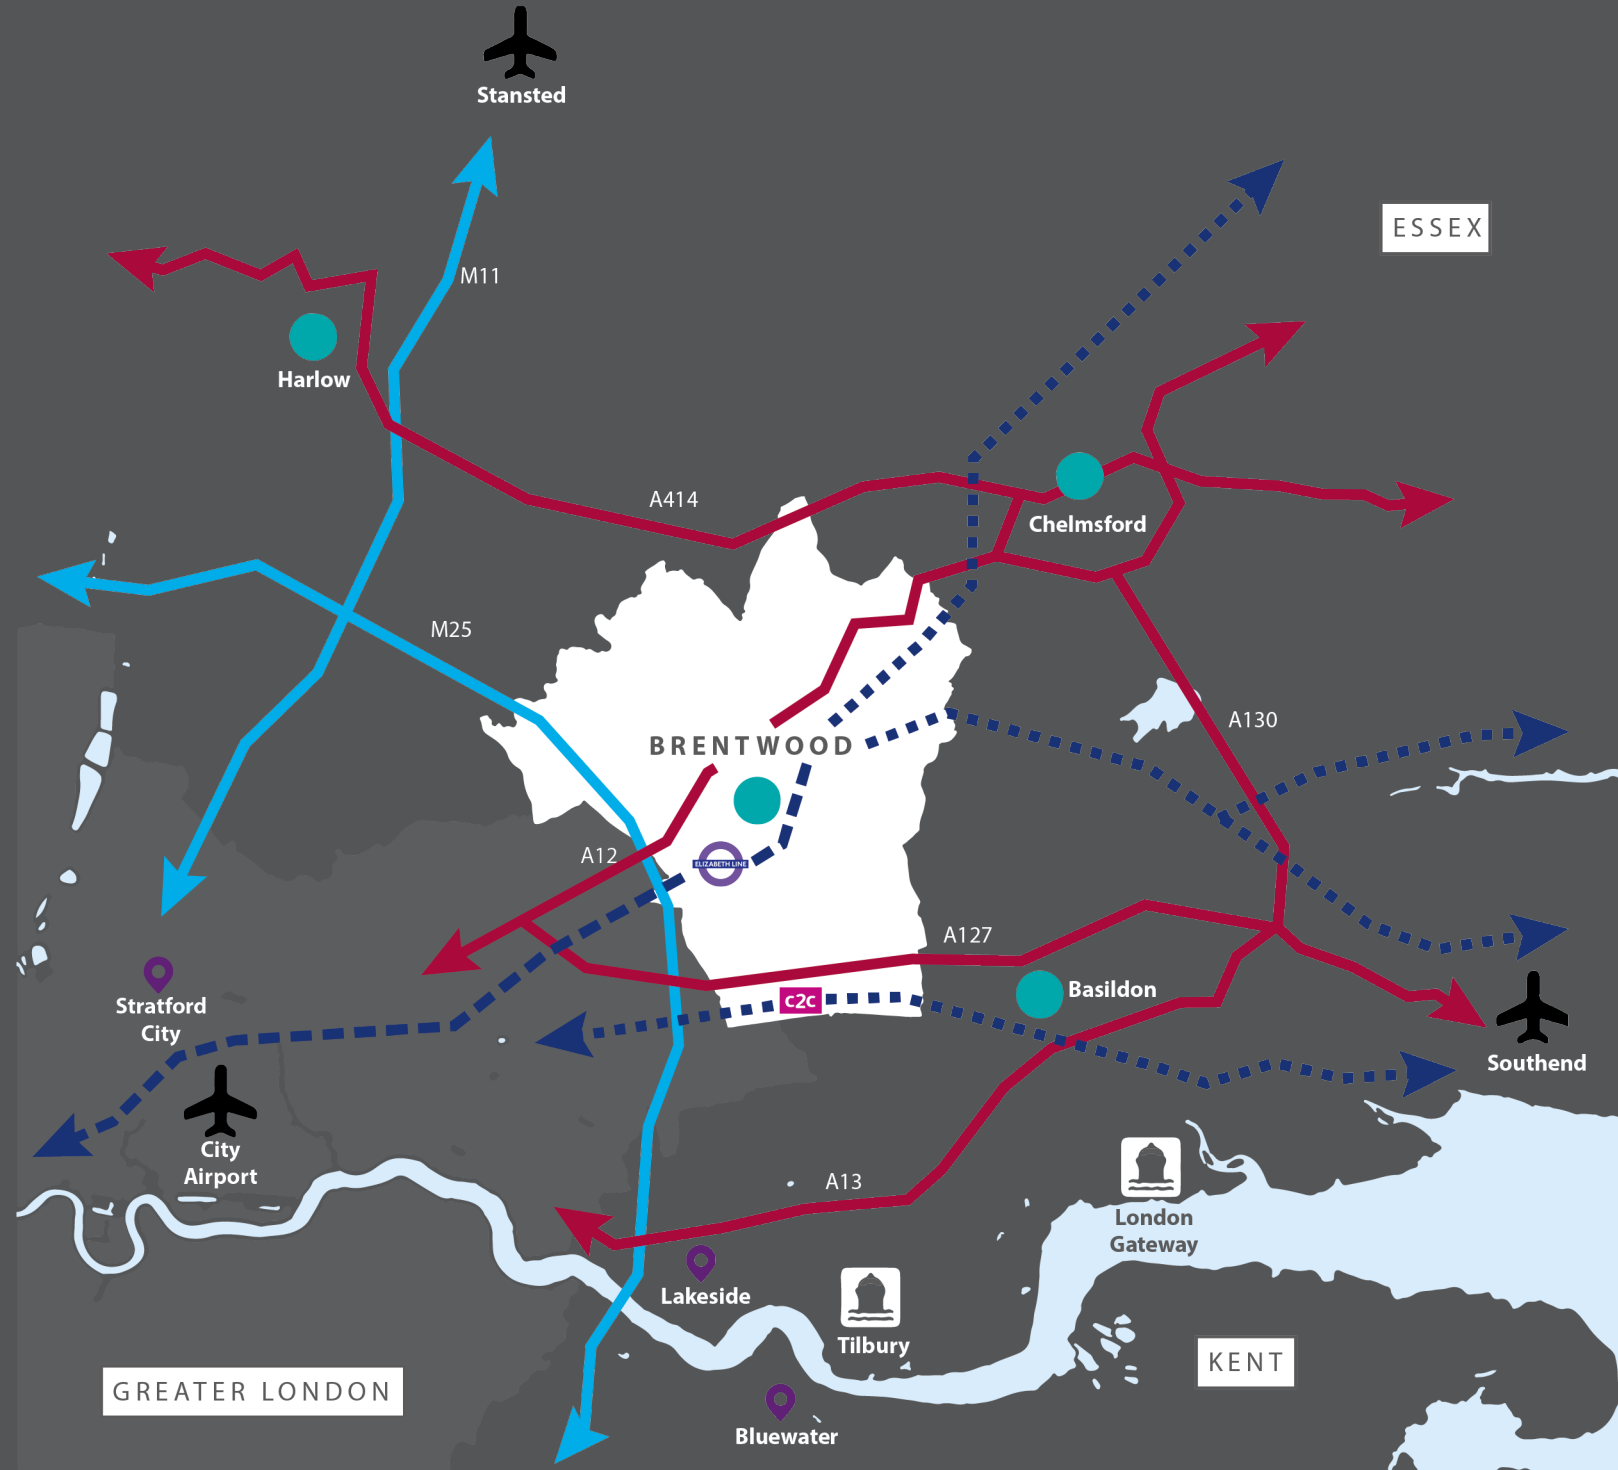 Stansted
ESSEX
M11
Harlow
A414
Chelmsford
M25
A130
BRENTWOOD
A12
ELIZABETH LINE
A127
Basildon
c2c
Stratford
City
Southend
City
Airport
A13
London
Gateway
Lakeside
Tilbury
KENT
GREATER LONDON
Bluewater